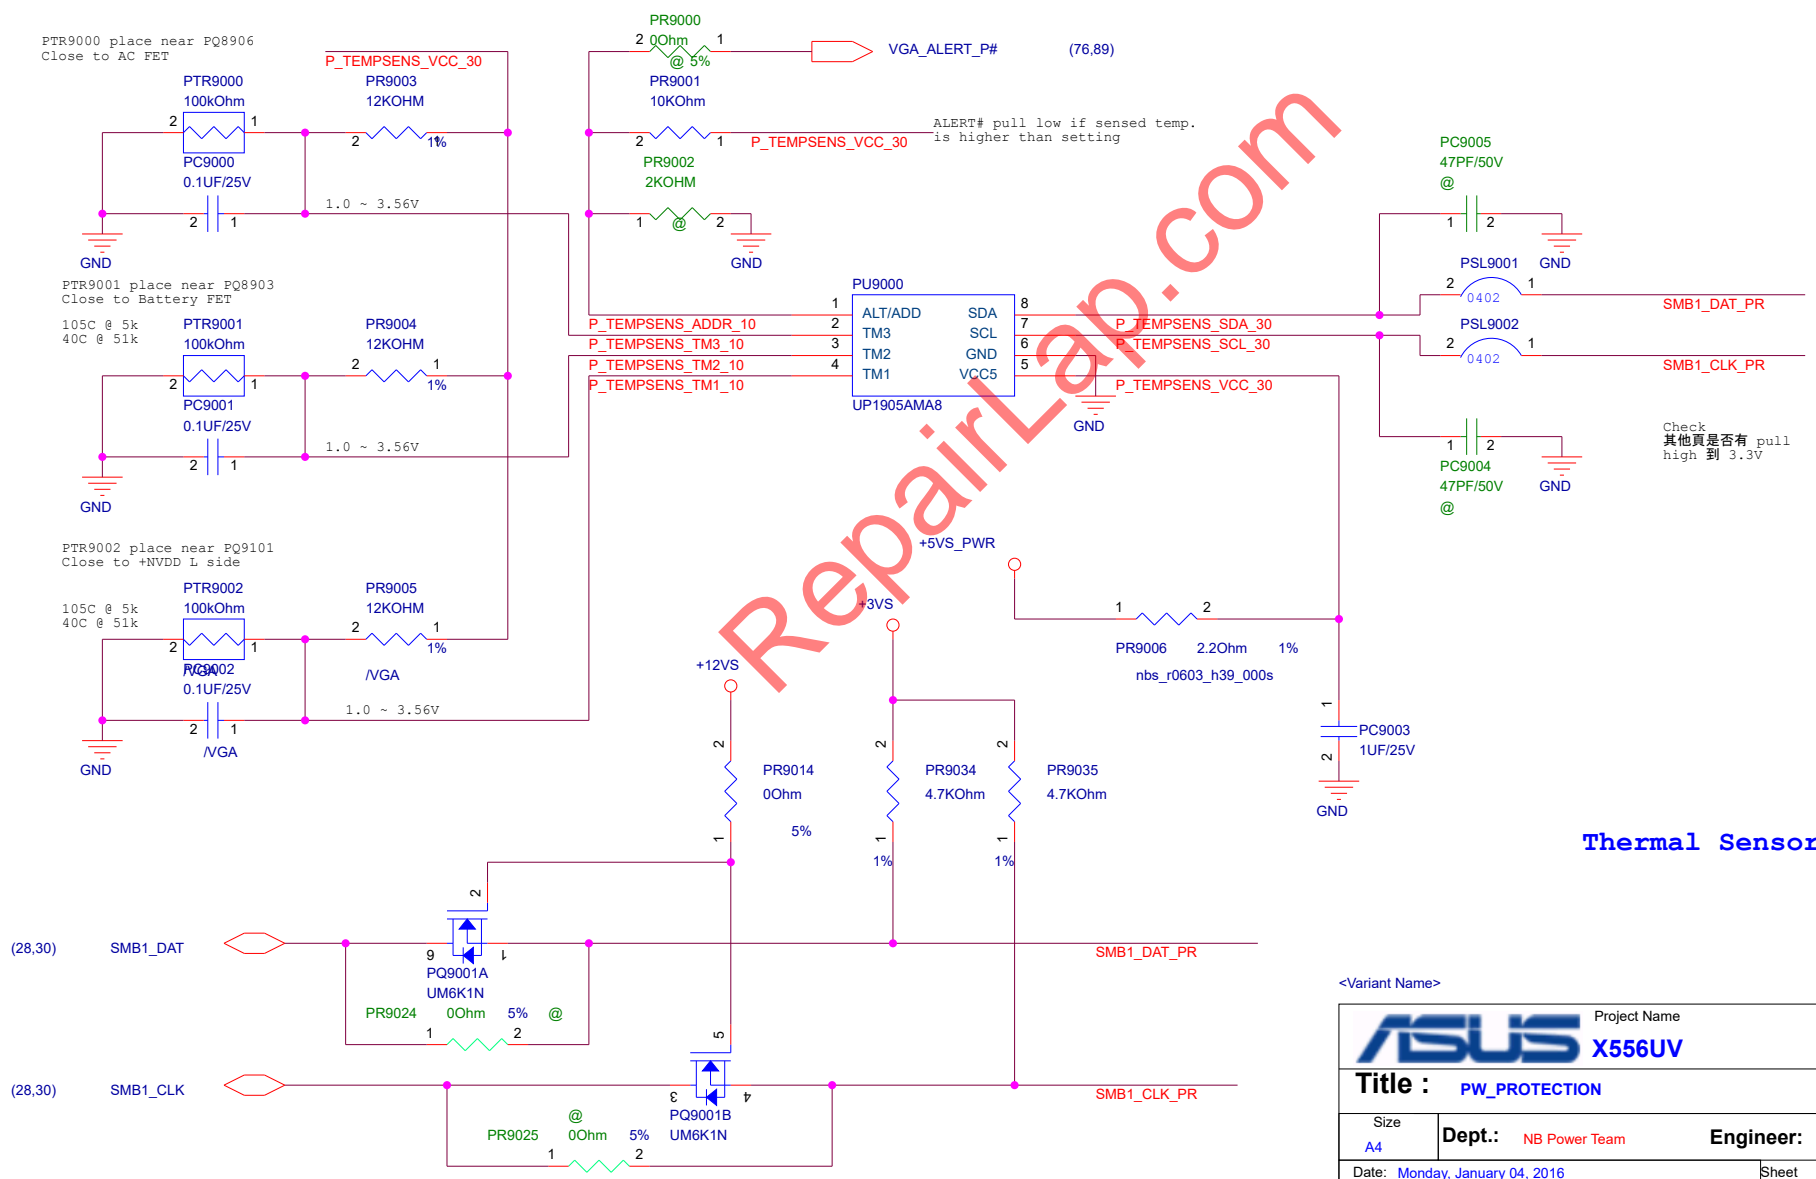 PTR9000 place near PQ8906
Close to AC FET
P_TEMPSENS_VCC_30
PTR9000
100kOhm
2
1
PR9003
12KOHM
2
1
1%
PC9000
0.1UF/25V
2
1
1.0 ~ 3.56V
GND
PR9000
2
0Ohm
1
@
5%
VGA_ALERT_P#
(76,89)
PR9001
10KOhm
2
1
P_TEMPSENS_VCC_30
ALERT# pull low if sensed temp.
is higher than setting
PR9002
2KOHM
1
@
2
GND
PTR9001 place near PQ8903
Close to Battery FET
105C @ 5k
40C @ 51k
PTR9001
100kOhm
2
1
PR9004
12KOHM
2
1
1%
PC9001
0.1UF/25V
2
1
1.0 ~ 3.56V
GND
PU9000
1
ALT/ADD
2
TM3
3
TM2
4
TM1
SDA
8
SCL
7
GND
6
VCC5
5
UP1905AMA8
P_TEMPSENS_ADDR_10
P_TEMPSENS_TM3_10
P_TEMPSENS_TM2_10
P_TEMPSENS_TM1_10
P_TEMPSENS_SDA_30
P_TEMPSENS_SCL_30
P_TEMPSENS_VCC_30
GND
PC9005
47PF/50V
@
1
2
GND
PSL9001
2
1
0402
SMB1_DAT_PR
PSL9002
2
1
0402
SMB1_CLK_PR
1
2
PC9004
47PF/50V
@
GND
Check
其他頁是否有 pull
high 到 3.3V
PTR9002 place near PQ9101
Close to +NVDD L side
105C @ 5k
40C @ 51k
PTR9002
100kOhm
2
1
/VGA
PR9005
12KOHM
2
1
1%
/VGA
PC9002
0.1UF/25V
2
1
/VGA
1.0 ~ 3.56V
GND
+5VS_PWR
1
2
PR9006
2.2Ohm
1%
nbs_r0603_h39_000s
1
PC9003
1UF/25V
2
GND
+12VS
2
PR9014
0Ohm
5%
1
+3VS
2
PR9034
4.7KOhm
1
1%
2
PR9035
4.7KOhm
1
1%
Thermal Sensor
(28,30)
SMB1_DAT
2
6
1
PQ9001A
UM6K1N
SMB1_DAT_PR
PR9024
0Ohm
5%
@
1
2
(28,30)
SMB1_CLK
5
3
4
PQ9001B
UM6K1N
SMB1_CLK_PR
@
PR9025
0Ohm
5%
1
2
RepairLap.com
<Variant Name>
ASUS
Project Name
X556UV
Title :
PW_PROTECTION
Size
A4
Dept.:
NB Power Team
Engineer:
Date:
Monday, January 04, 2016
Sheet